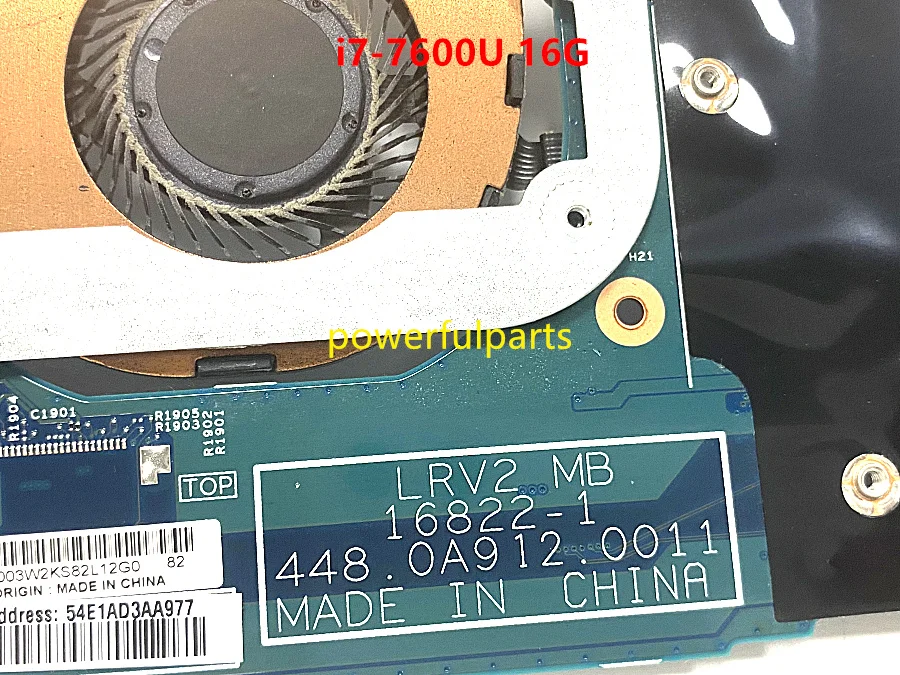 i7-7600U 16G
H21
powerfulparts
R1904
C1901
R1905
R1903
R1902
R1901
TOP
LRV2 MB
16822-1
448.0A912.0011
MADE IN CHINA
003W2KS82L12G0 82
ORIGIN : MADE IN CHINA
ddress: 54E1AD3AA977